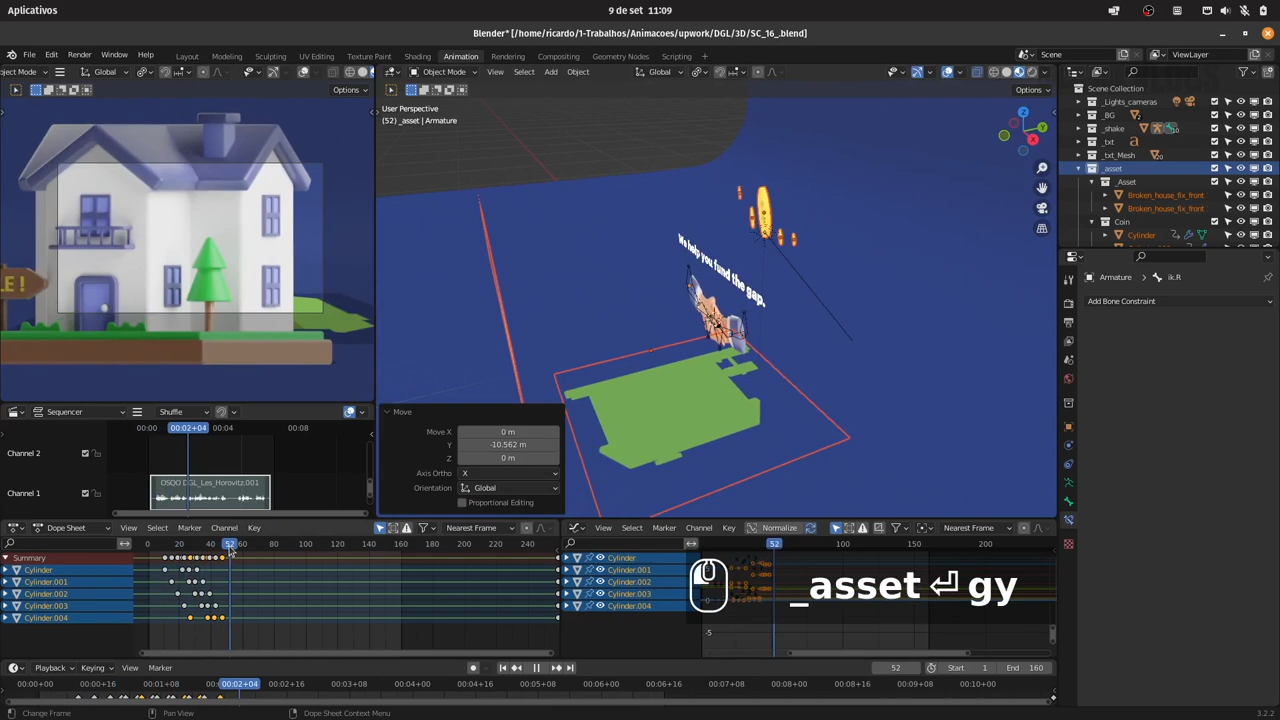 Aplicativos
9 de set 11:09
Blender* [/home/ricardo/1-Trabalhos/Animacoes/upwork/DGL/3D/SC_16_.blend]
File Edit Render Window Help
Layout Modeling Sculpting UV Editing Texture Paint Shading Animation Rendering Compositing Geometry Nodes Scripting
Scene ViewLayer
ject Mode Global
Object Mode View Select Add Object Global
Options
Options
User Perspective
(52) _asset | Armature
Scene Collection
_Lights_cameras
_BG 2
_shake 10
_txt
_txt_Mesh 20
_asset
_Asset
Broken_house_fix_front
Broken_house_fix_front
Coin
Cylinder
LE!
We help you fund the gap.
X
Y
Z
Armature ik.R
Add Bone Constraint
Move
Move X 0 m
Y -10.562 m
Z 0 m
Axis Ortho X
Orientation Global
Proportional Editing
Sequencer Shuffle
00:00 00:02+04 00:04 00:08
Channel 2
Channel 1
OSQO DGL_Les_Horovitz.001
Dope Sheet View Select Marker Channel Key Nearest Frame
View Select Marker Channel Key Normalize Nearest Frame
0 20 40 52 60 80 100 120 140 160 180 200 220 240
52 100 200
Summary
Cylinder
Cylinder.001
Cylinder.002
Cylinder.003
Cylinder.004
Cylinder
Cylinder.001
Cylinder.002
Cylinder.003
Cylinder.004
0
-5
_asset ⏎ gy
Playback Keying View Marker
52 Start 1 End 160
00:00+00 00:00+16 00:01+08 00:02+04 00:02+16 00:03+08 00:04+00 00:04+16 00:05+08 00:06+00 00:06+16 00:07+08 00:08+00 00:08+16 00:09+08 00:10+00
Change Frame Pan View Dope Sheet Context Menu
3.2.2